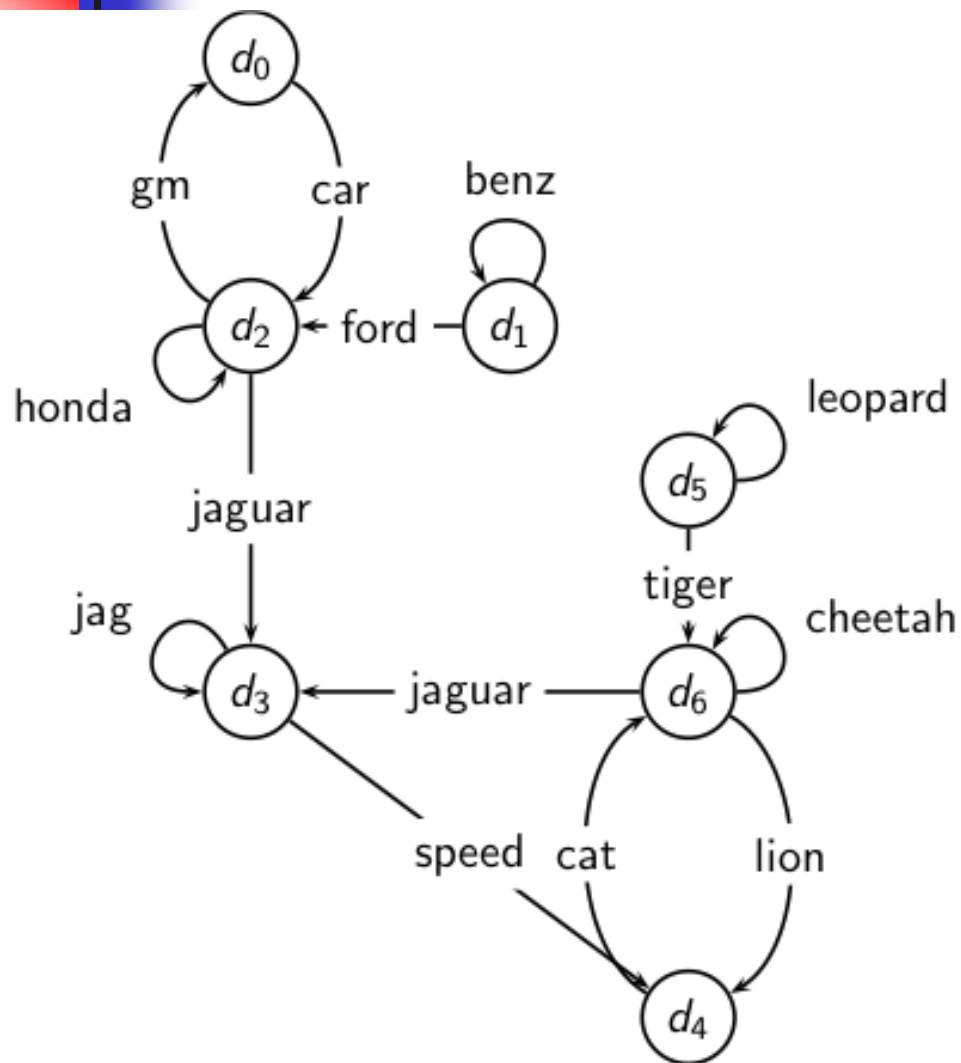 d0
gm
car
benz
d2
ford
d1
honda
leopard
d5
jaguar
tiger
jag
cheetah
d3
jaguar
d6
speed
cat
lion
d4